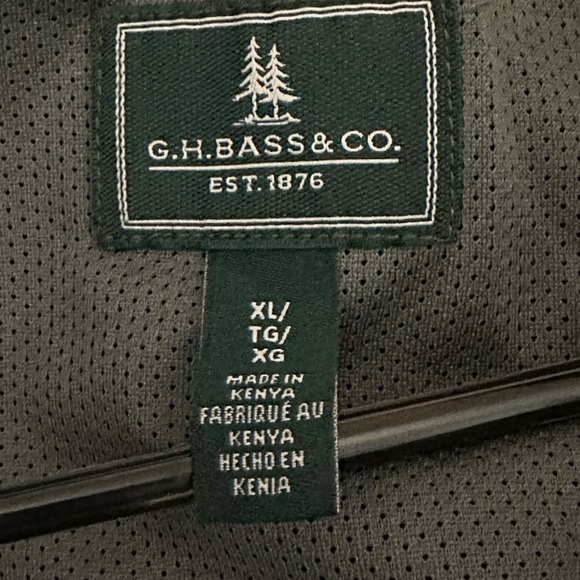 G.H.BASS & CO.
EST. 1876
XL/
TG/
XG
MADE IN
KENYA
FABRIQUÉ AU
KENYA
HECHO EN
KENIA